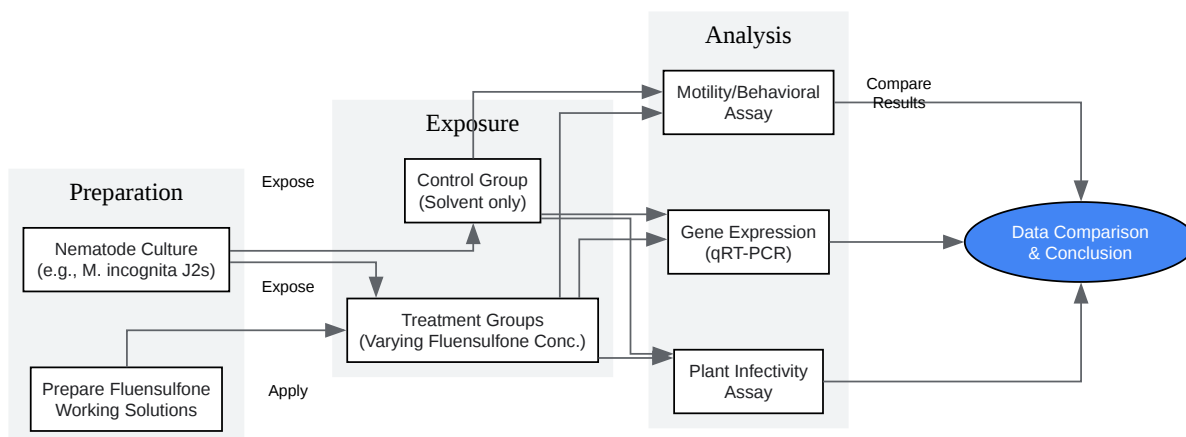 Preparation
Nematode Culture
(e.g., M. incognita J2s)
Prepare Fluensulfone
Working Solutions
Expose
Expose
Apply
Exposure
Control Group
(Solvent only)
Treatment Groups
(Varying Fluensulfone Conc.)
Analysis
Motility/Behavioral
Assay
Gene Expression
(qRT-PCR)
Plant Infectivity
Assay
Compare
Results
Data Comparison
& Conclusion